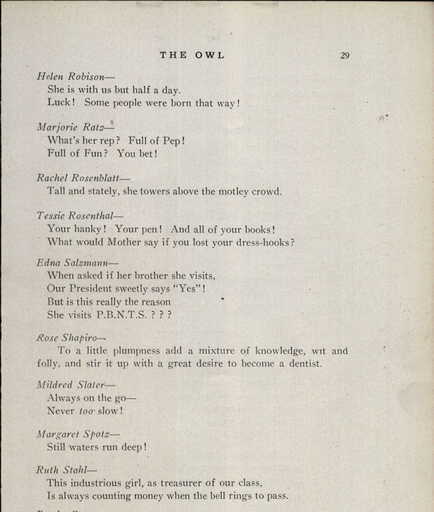 THE OWL 29
Helen Robison—
She is with us but half a day.
Luck! Some people were born that way!
Marjorie Ratz—
What's her rep? Full of Pep!
Full of Fun? You bet!
Rachel Rosenblatt—
Tall and stately, she towers above the motley crowd.
Tessie Rosenthal—
Your hanky! Your pen! And all of your books!
What would Mother say if you lost your dress-hooks?
Edna Salzmann—
When asked if her brother she visits,
Our President sweetly says "Yes"!
But is this really the reason
She visits P.B.N.T.S. ? ? ?
Rose Shapiro—
To a little plumpness add a mixture of knowledge, wit and
folly, and stir it up with a great desire to become a dentist.
Mildred Slater—
Always on the go—
Never too slow!
Margaret Spotz—
Still waters run deep!
Ruth Stahl—
This industrious girl, as treasurer of our class,
Is always counting money when the bell rings to pass.